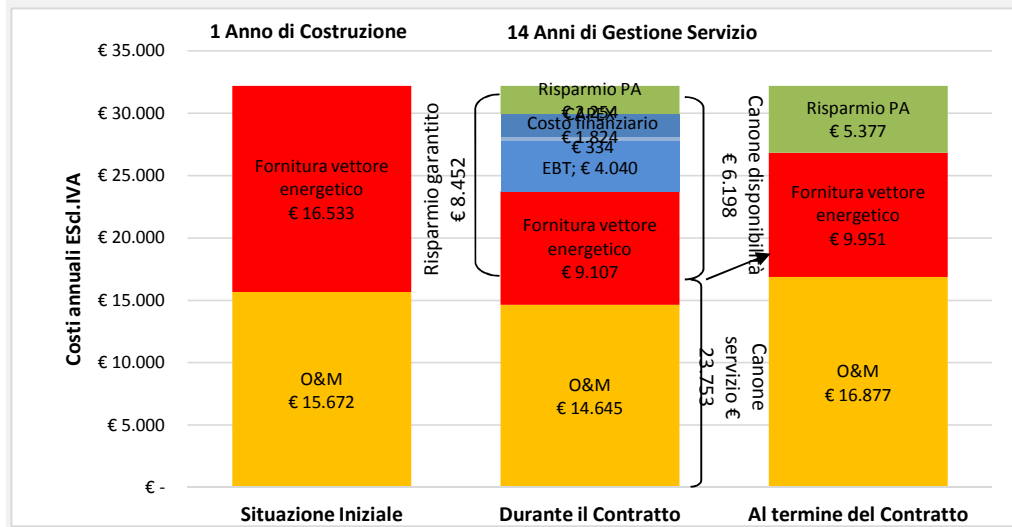 1 Anno di Costruzione
14 Anni di Gestione Servizio
Costi annuali ESd.IVA
€ 35.000
€ 30.000
€ 25.000
€ 20.000
€ 15.000
€ 10.000
€ 5.000
€ -
Fornitura vettore
energetico
€ 16.533
O&M
€ 15.672
Risparmio garantito
€ 8.452
Risparmio PA
€ 2.254
CAPEX
Costo finanziario
€ 1.824
€ 334
EBT; € 4.040
Fornitura vettore
energetico
€ 9.107
O&M
€ 14.645
Canone disponibilità
€ 6.198
Canone
servizio €
23.753
Risparmio PA
€ 5.377
Fornitura vettore
energetico
€ 9.951
O&M
€ 16.877
Situazione Iniziale
Durante il Contratto
Al termine del Contratto